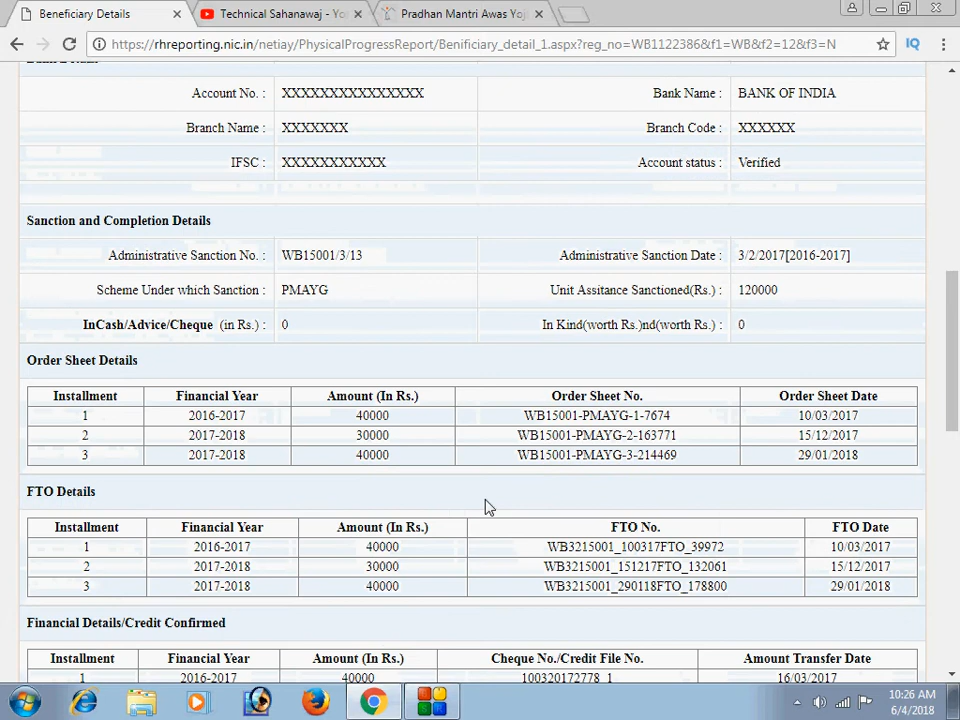 Beneficiary Details
Technical Sahanawaj - Yo
Pradhan Mantri Awas Yoj
https://rhreporting.nic.in/netiay/PhysicalProgressReport/Benificiary_detail_1.aspx?reg_no=WB1122386&f1=WB&f2=12&f3=N
IQ
Account No. : XXXXXXXXXXXXXXX Bank Name : BANK OF INDIA
Branch Name : XXXXXXX Branch Code : XXXXXX
IFSC : XXXXXXXXXXX Account status : Verified
Sanction and Completion Details
Administrative Sanction No. : WB15001/3/13 Administrative Sanction Date : 3/2/2017[2016-2017]
Scheme Under which Sanction : PMAYG Unit Assitance Sanctioned(Rs.) : 120000
InCash/Advice/Cheque (in Rs.) : 0 In Kind(worth Rs.)nd(worth Rs.) : 0
Order Sheet Details
Installment Financial Year Amount (In Rs.) Order Sheet No. Order Sheet Date
1 2016-2017 40000 WB15001-PMAYG-1-7674 10/03/2017
2 2017-2018 30000 WB15001-PMAYG-2-163771 15/12/2017
3 2017-2018 40000 WB15001-PMAYG-3-214469 29/01/2018
FTO Details
Installment Financial Year Amount (In Rs.) FTO No. FTO Date
1 2016-2017 40000 WB3215001_100317FTO_39972 10/03/2017
2 2017-2018 30000 WB3215001_151217FTO_132061 15/12/2017
3 2017-2018 40000 WB3215001_290118FTO_178800 29/01/2018
Financial Details/Credit Confirmed
Installment Financial Year Amount (In Rs.) Cheque No./Credit File No. Amount Transfer Date
1 2016-2017 40000 100320172778_1 16/03/2017
10:26 AM
6/4/2018